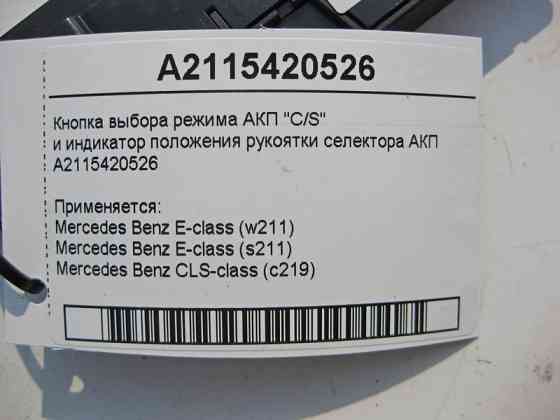 A2115420526
Кнопка выбора режима АКП "C/S"
и индикатор положения рукоятки селектора АКП
A2115420526
Применяется:
Mercedes Benz E-class (w211)
Mercedes Benz E-class (s211)
Mercedes Benz CLS-class (c219)